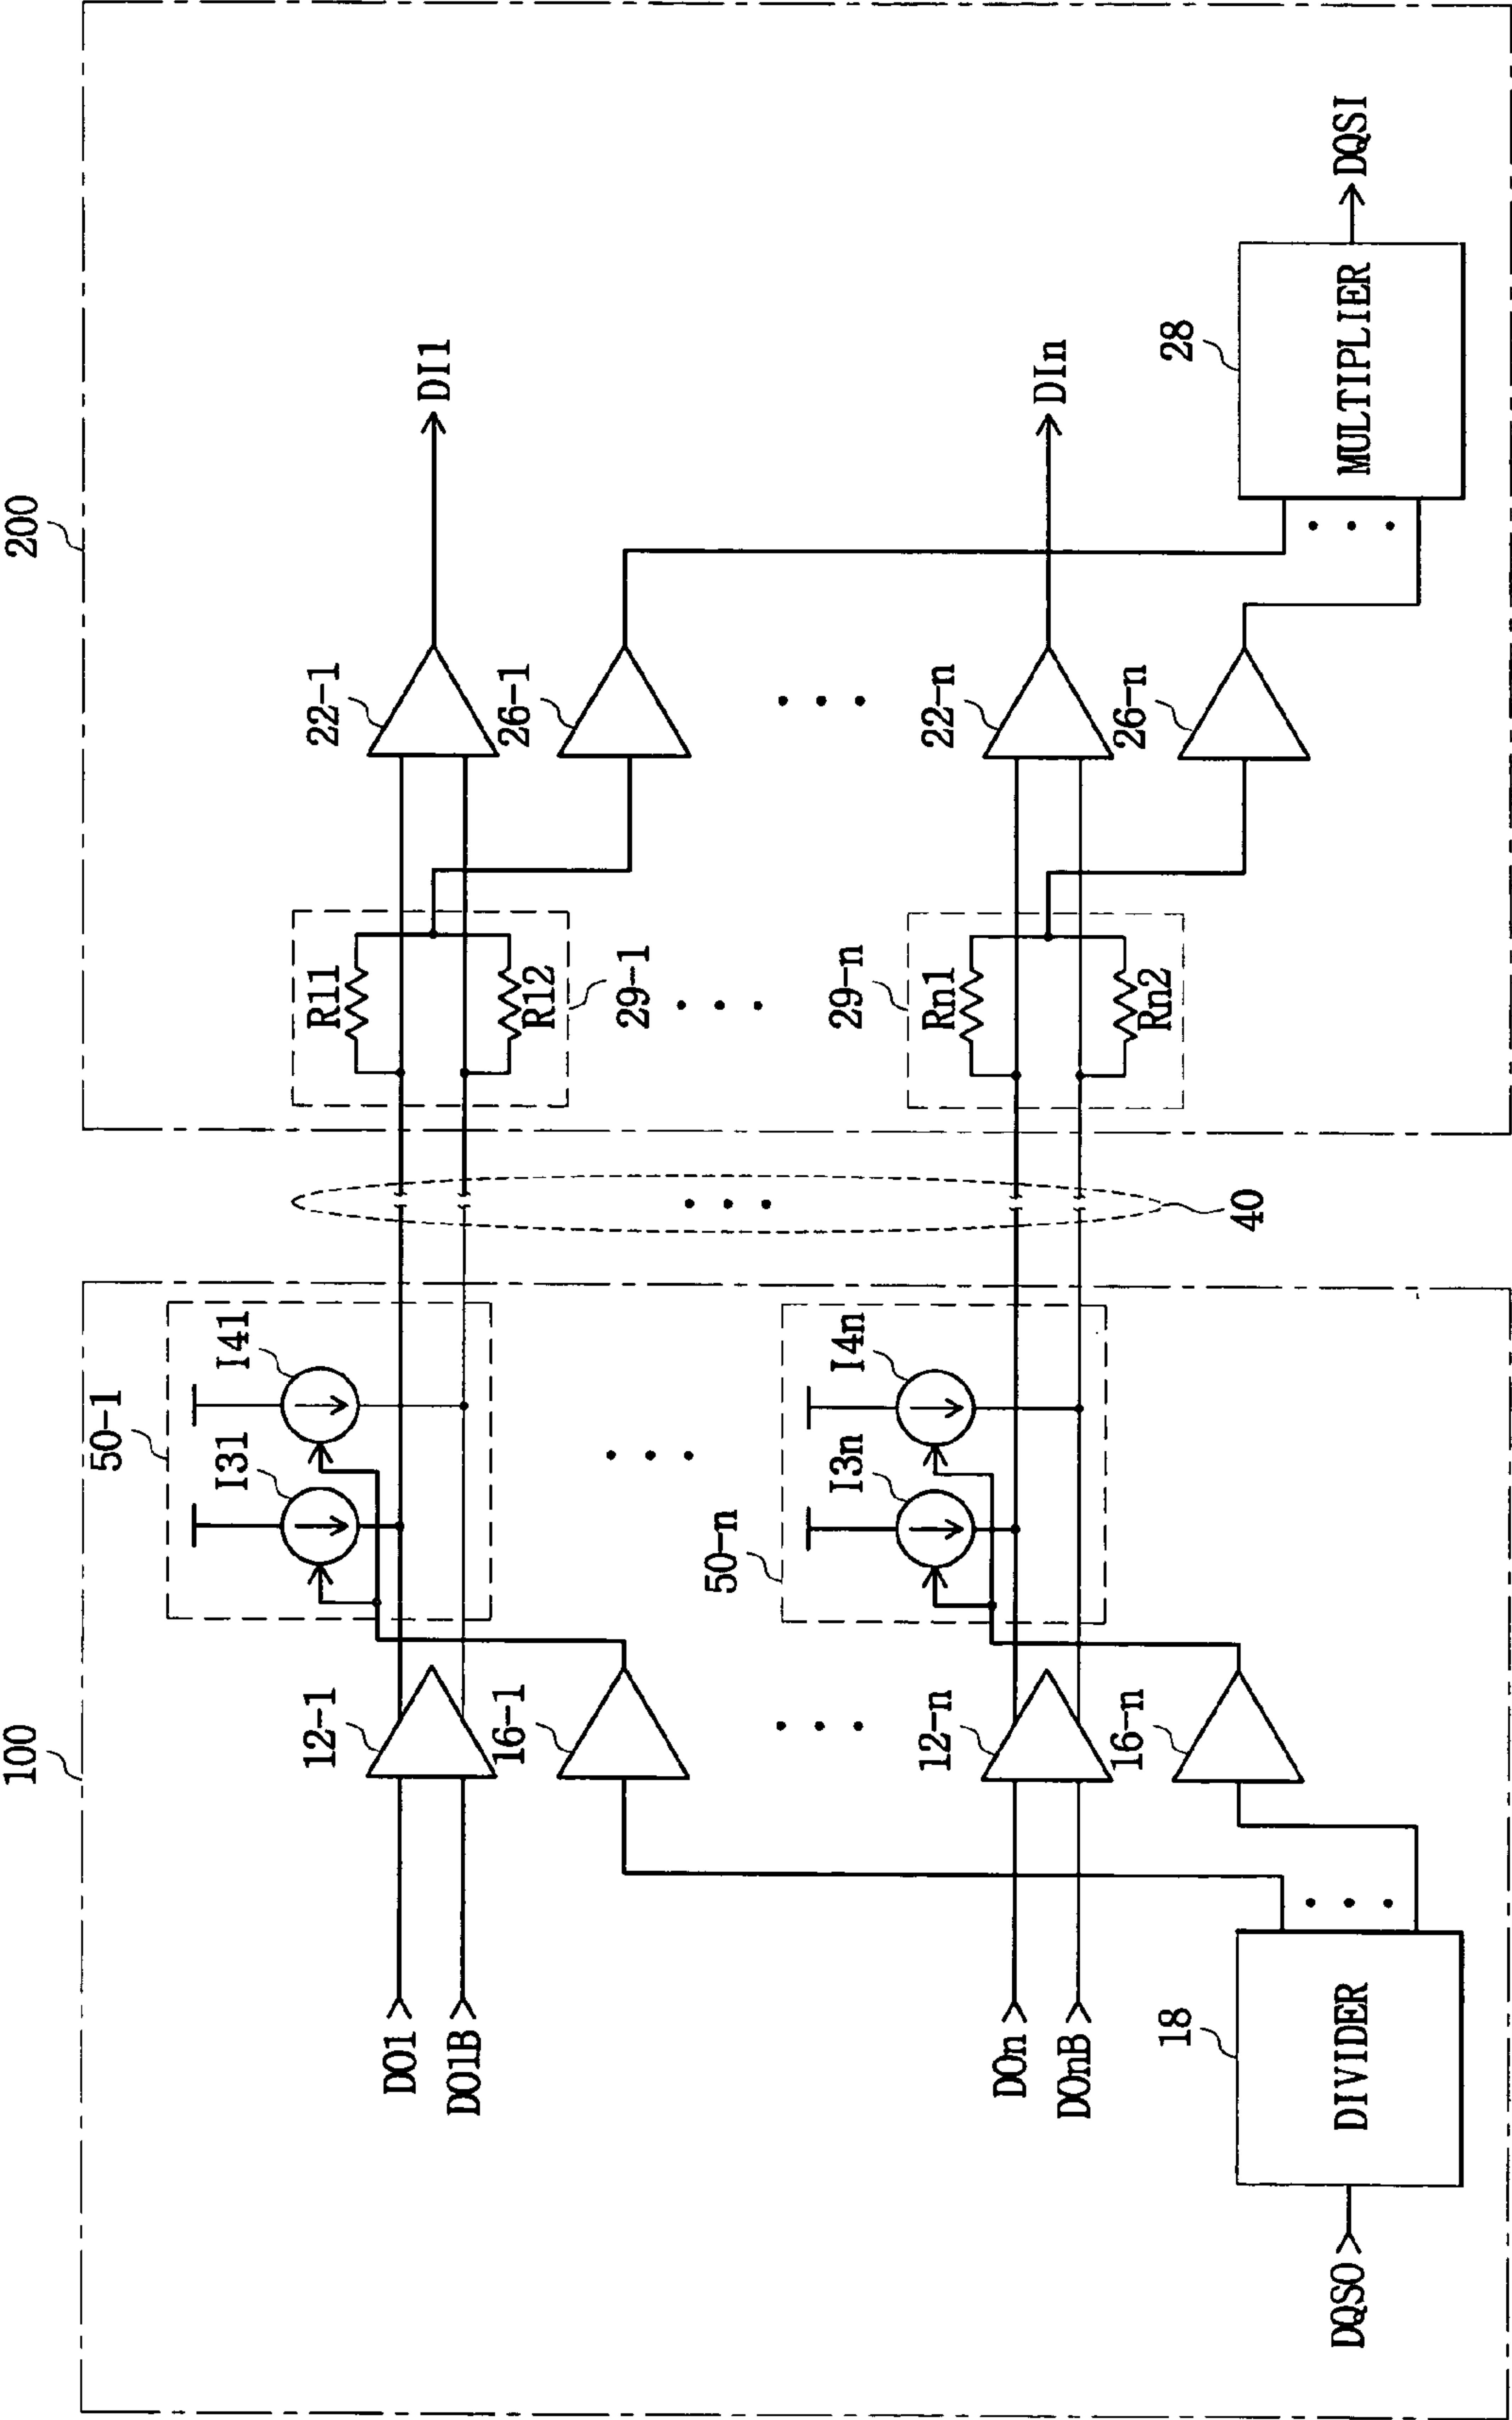 100
200
50-1
I31
I41
DO1
DO1B
12-1
16-1
R11
R12
29-1
22-1
26-1
DI1
50-n
I3n
I4n
DOn
DOnB
12-n
16-n
40
29-n
Rn1
Rn2
22-n
26-n
DIn
18
DIVIDER
DQSO
28
MULTIPLIER
DQSI